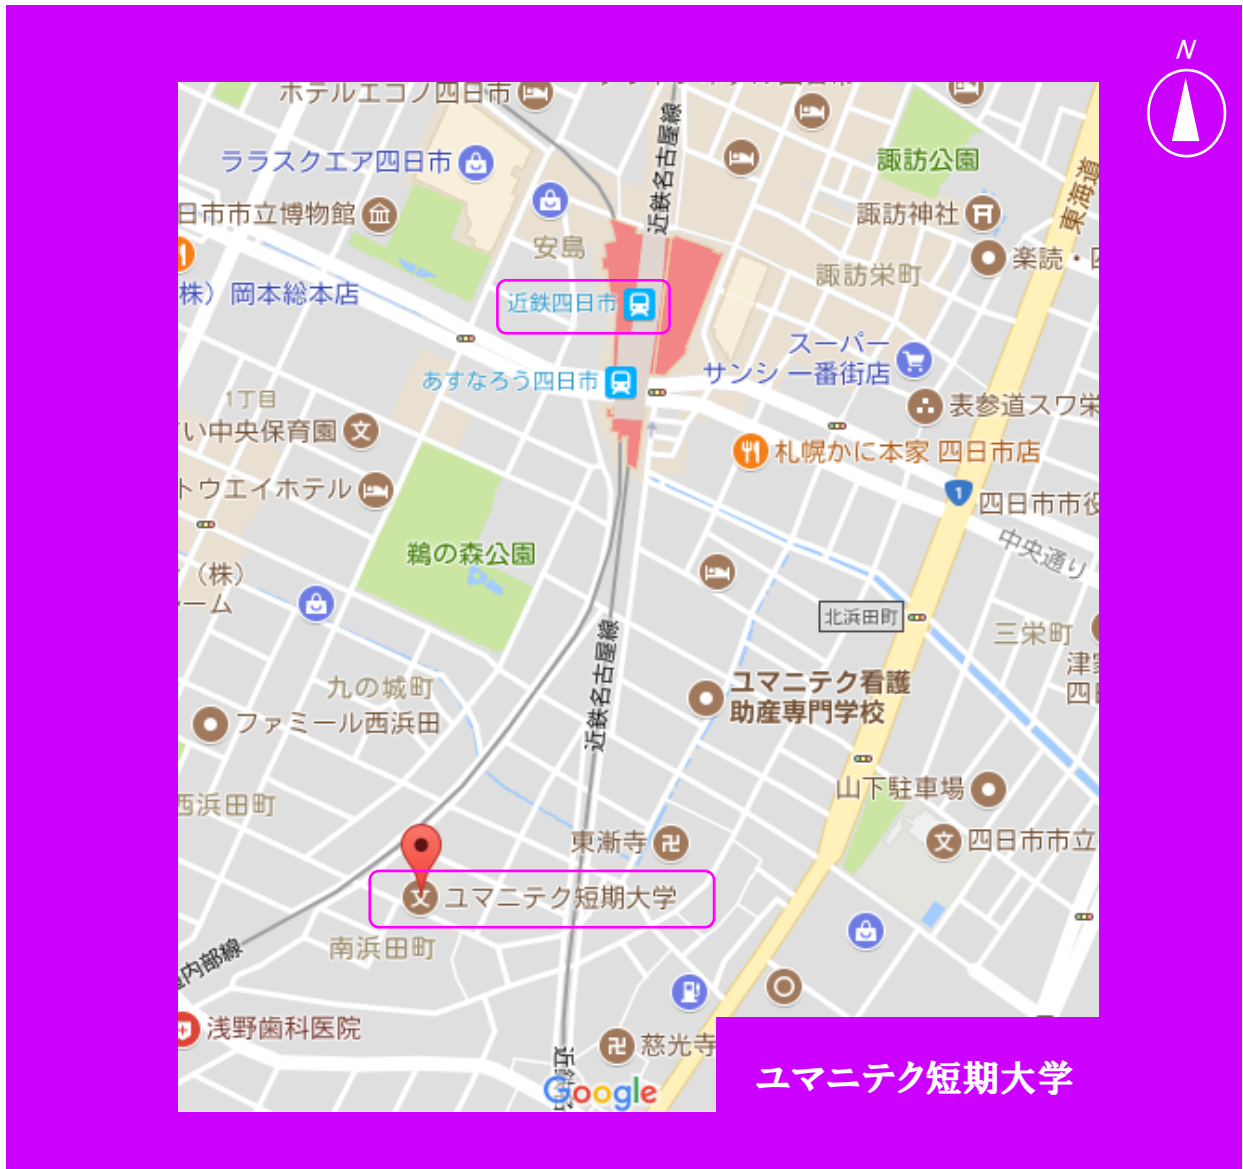 N
ホテルエコノ四日市
近鉄名古屋線
ララスクエア四日市
諏訪公園
東海道
日市市立博物館
諏訪神社
安島
楽読・四
諏訪栄町
株）岡本総本店
近鉄四日市
スーパー
サンシ一番街店
あすなろう四日市
1丁目
表参道スワ栄
い中央保育園
札幌かに本家 四日市店
トウエイホテル
1
四日市市役
中央通り
鵜の森公園
（株）
ーム
北浜田町
三栄町
近鉄名古屋線
津
四日
九の城町
ユマニテク看護
助産専門学校
ファミール西浜田
山下駐車場
西浜田町
東漸寺
四日市市立
ユマニテク短期大学
南浜田町
内部線
浅野歯科医院
慈光寺
近鉄
Google
ユマニテク短期大学